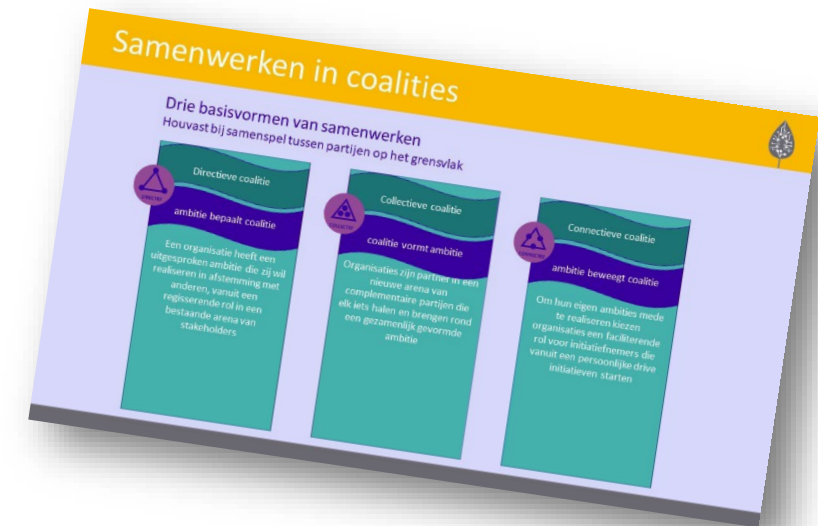 Samenwerken in coalities
Drie basisvormen van samenwerken
Houvast bij samenspel tussen partijen op het grensvlak
Directieve coalitie
DIRECTIEF
ambitie bepaalt coalitie
Een organisatie heeft een
uitgesproken ambitie die zij wil
realiseren in afstemming met
anderen, vanuit een
regisserende rol in een
bestaande arena van
stakeholders
Collectieve coalitie
COLLECTIEF
coalitie vormt ambitie
Organisaties zijn partner in een
nieuwe arena van
complementaire partijen die
elk iets halen en brengen rond
een gezamenlijk gevormde
ambitie
Connectieve coalitie
CONNECTIEF
ambitie beweegt coalitie
Om hun eigen ambities mede
te realiseren kiezen
organisaties een faciliterende
rol voor initiatiefnemers die
vanuit een persoonlijke drive
initiatieven starten